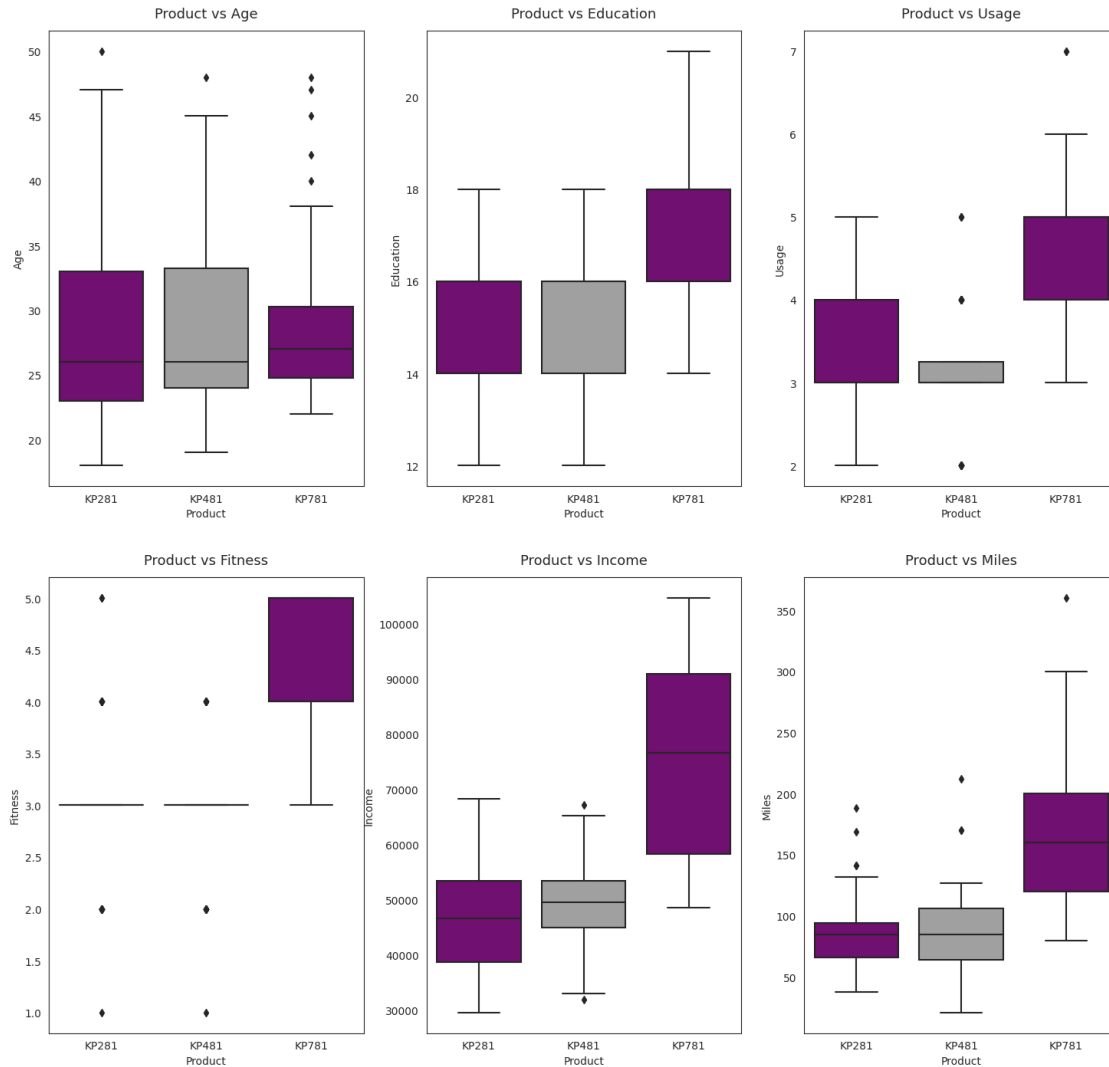 Product vs Age
50
45
40
35
30
25
20
Age
KP281 KP481 KP781
Product
Product vs Education
20
18
16
14
12
Education
KP281 KP481 KP781
Product
Product vs Usage
7
6
5
4
3
2
Usage
KP281 KP481 KP781
Product
Product vs Fitness
5.0
4.5
4.0
3.5
3.0
2.5
2.0
1.5
1.0
Fitness
KP281 KP481 KP781
Product
Product vs Income
100000
90000
80000
70000
60000
50000
40000
30000
Income
KP281 KP481 KP781
Product
Product vs Miles
350
300
250
200
150
100
50
Miles
KP281 KP481 KP781
Product